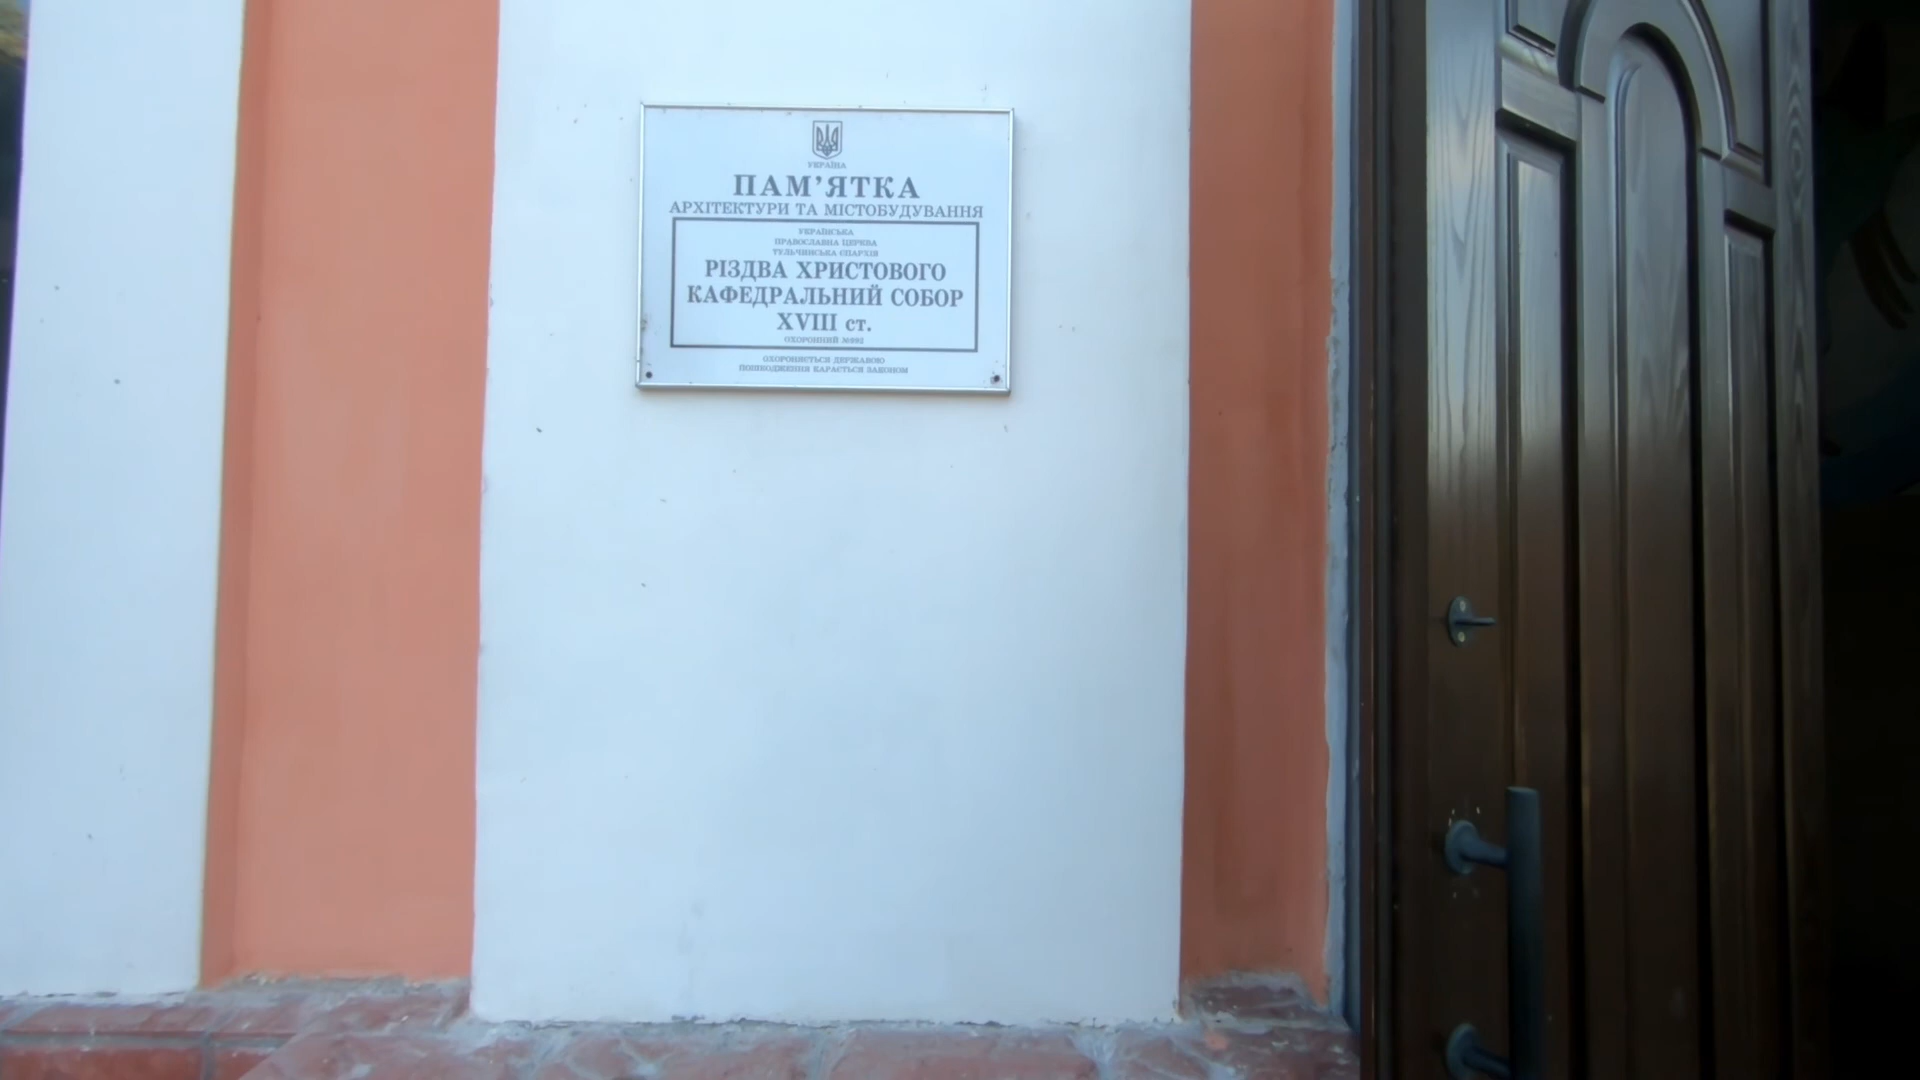 УКРАЇНА
ПАМ’ЯТКА
АРХІТЕКТУРИ ТА МІСТОБУДУВАННЯ
УКРАЇНСЬКА
ПРАВОСЛАВНА ЦЕРКВА
ТУЛЬЧИНСЬКА ЄПАРХІЯ
РІЗДВА ХРИСТОВОГО
КАФЕДРАЛЬНИЙ СОБОР
XVIII ст.
ОХОРОННИЙ №992
ОХОРОНЯЄТЬСЯ ДЕРЖАВОЮ
ПОШКОДЖЕННЯ КАРАЄТЬСЯ ЗАКОНОМ